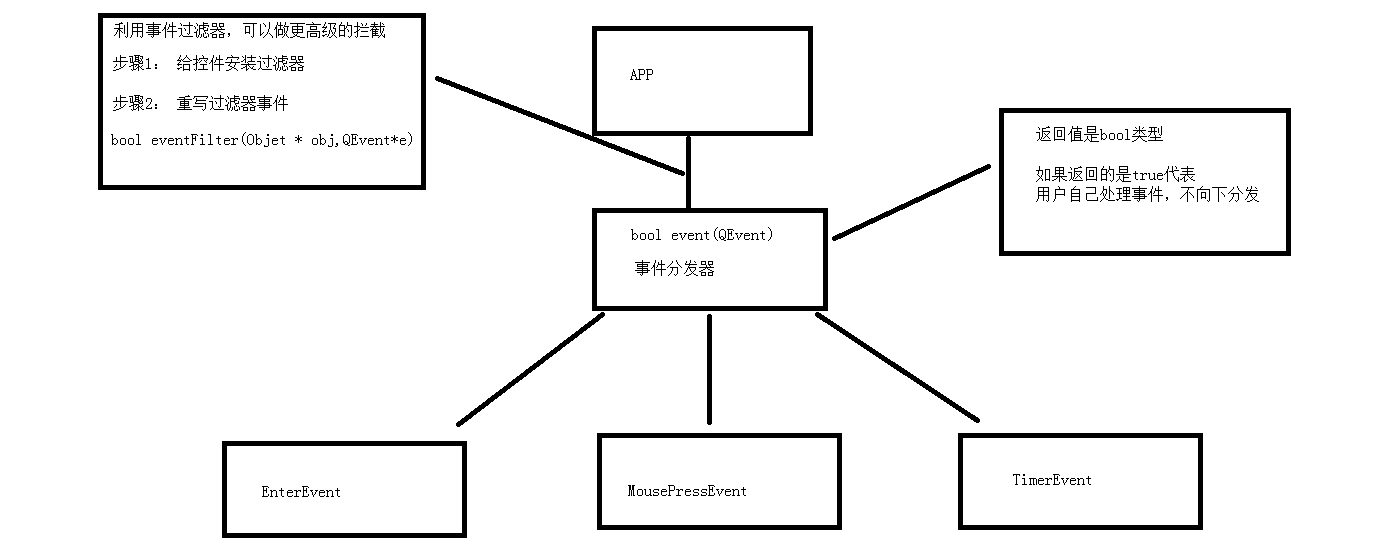 利用事件过滤器，可以做更高级的拦截
步骤1： 给控件安装过滤器
步骤2： 重写过滤器事件
bool eventFilter(Objet * obj,QEvent*e)
APP
返回值是bool类型
如果返回的是true代表
用户自己处理事件，不向下分发
bool event(QEvent)
事件分发器
EnterEvent
MousePressEvent
TimerEvent